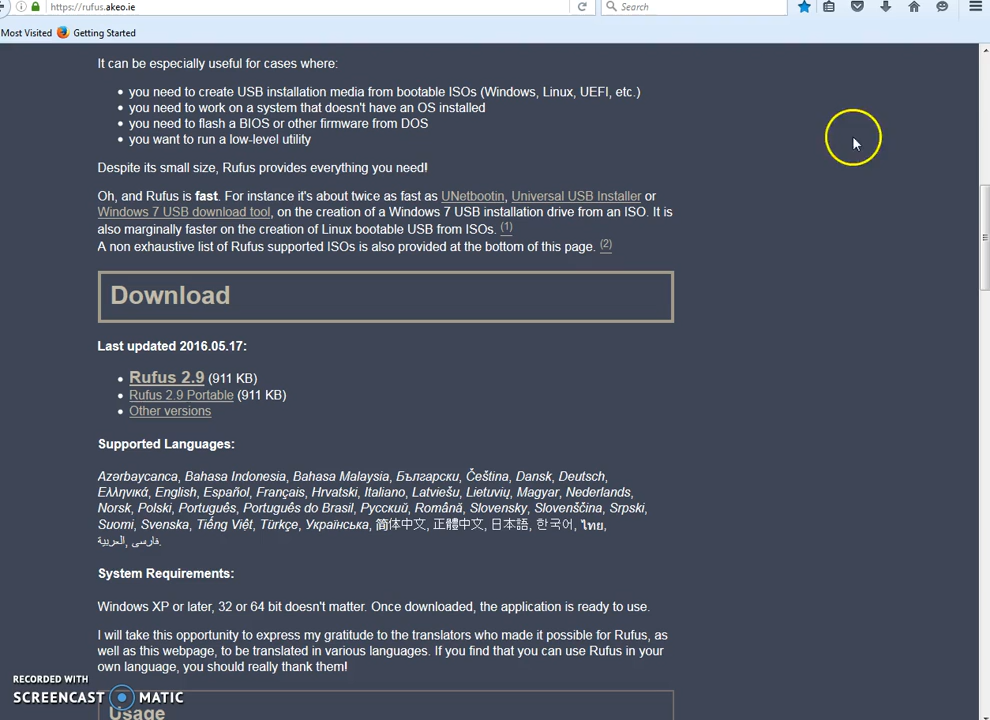 https://rufus.akeo.ie
Search
Most Visited Getting Started
It can be especially useful for cases where:
you need to create USB installation media from bootable ISOs (Windows, Linux, UEFI, etc.)
you need to work on a system that doesn't have an OS installed
you need to flash a BIOS or other firmware from DOS
you want to run a low-level utility
Despite its small size, Rufus provides everything you need!
Oh, and Rufus is fast. For instance it's about twice as fast as UNetbootin, Universal USB Installer or
Windows 7 USB download tool, on the creation of a Windows 7 USB installation drive from an ISO. It is
also marginally faster on the creation of Linux bootable USB from ISOs. (1)
A non exhaustive list of Rufus supported ISOs is also provided at the bottom of this page. (2)
Download
Last updated 2016.05.17:
Rufus 2.9 (911 KB)
Rufus 2.9 Portable (911 KB)
Other versions
Supported Languages:
Azərbaycanca, Bahasa Indonesia, Bahasa Malaysia, Български, Čeština, Dansk, Deutsch,
Ελληνικά, English, Español, Français, Hrvatski, Italiano, Latviešu, Lietuvių, Magyar, Nederlands,
Norsk, Polski, Português, Português do Brasil, Русский, Română, Slovensky, Slovenščina, Srpski,
Suomi, Svenska, Tiếng Việt, Türkçe, Українська, 简体中文, 正體中文, 日本語, 한국어, ไทย,
العربية, فارسی.
System Requirements:
Windows XP or later, 32 or 64 bit doesn't matter. Once downloaded, the application is ready to use.
I will take this opportunity to express my gratitude to the translators who made it possible for Rufus, as
well as this webpage, to be translated in various languages. If you find that you can use Rufus in your
own language, you should really thank them!
RECORDED WITH
SCREENCAST MATIC
Usage